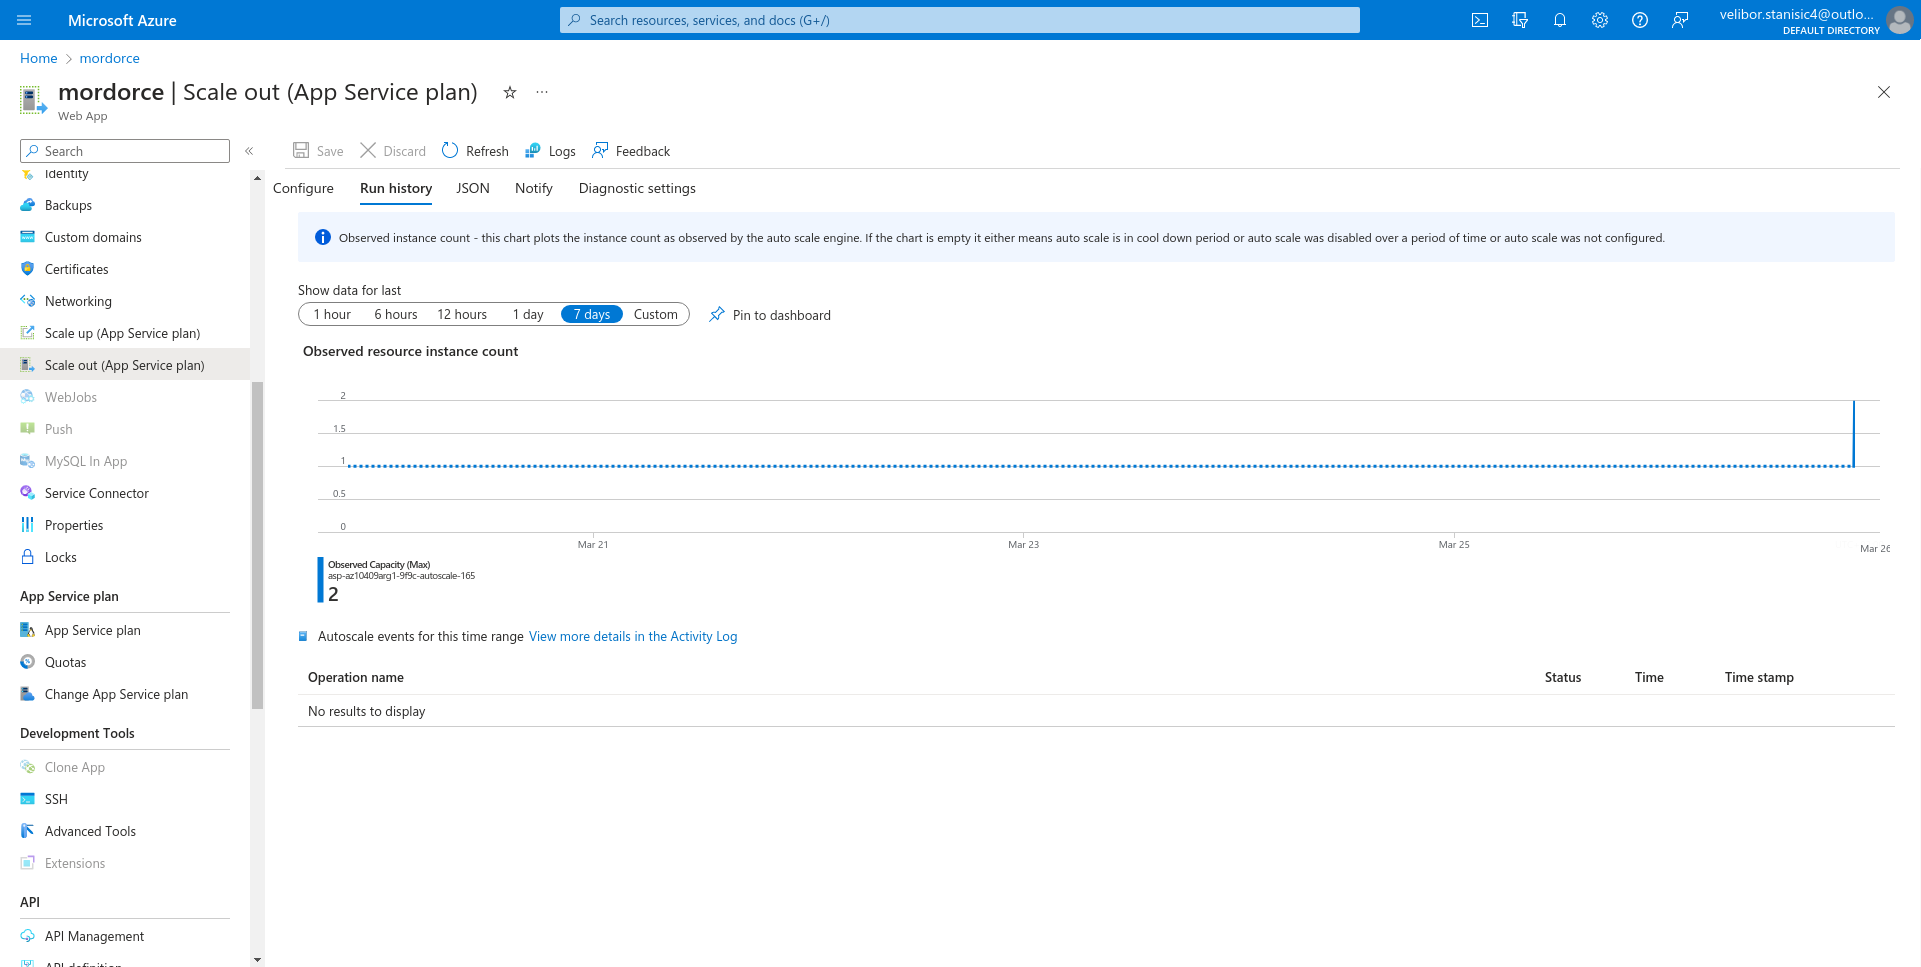 Microsoft Azure
Search resources, services, and docs (G+/)
velibor.stanisic4@outlo...
DEFAULT DIRECTORY
Home
mordorce
mordorce | Scale out (App Service plan)
...
Web App
Search
«
Save
Discard
Refresh
Logs
Feedback
Identity
Backups
Custom domains
Certificates
Networking
Scale up (App Service plan)
Scale out (App Service plan)
WebJobs
Push
MySQL In App
Service Connector
Properties
Locks
App Service plan
App Service plan
Quotas
Change App Service plan
Development Tools
Clone App
SSH
Advanced Tools
Extensions
API
API Management
API definition
Configure
Run history
JSON
Notify
Diagnostic settings
Observed instance count - this chart plots the instance count as observed by the auto scale engine. If the chart is empty it either means auto scale is in cool down period or auto scale was disabled over a period of time or auto scale was not configured.
Show data for last
1 hour
6 hours
12 hours
1 day
7 days
Custom
Pin to dashboard
Observed resource instance count
2
1.5
1
0.5
0
Mar 21
Mar 23
Mar 25
Mar 26
Observed Capacity (Max)
asp-az10409arg1-9f9c-autoscale-165
2
Autoscale events for this time range View more details in the Activity Log
Operation name
Status
Time
Time stamp
No results to display